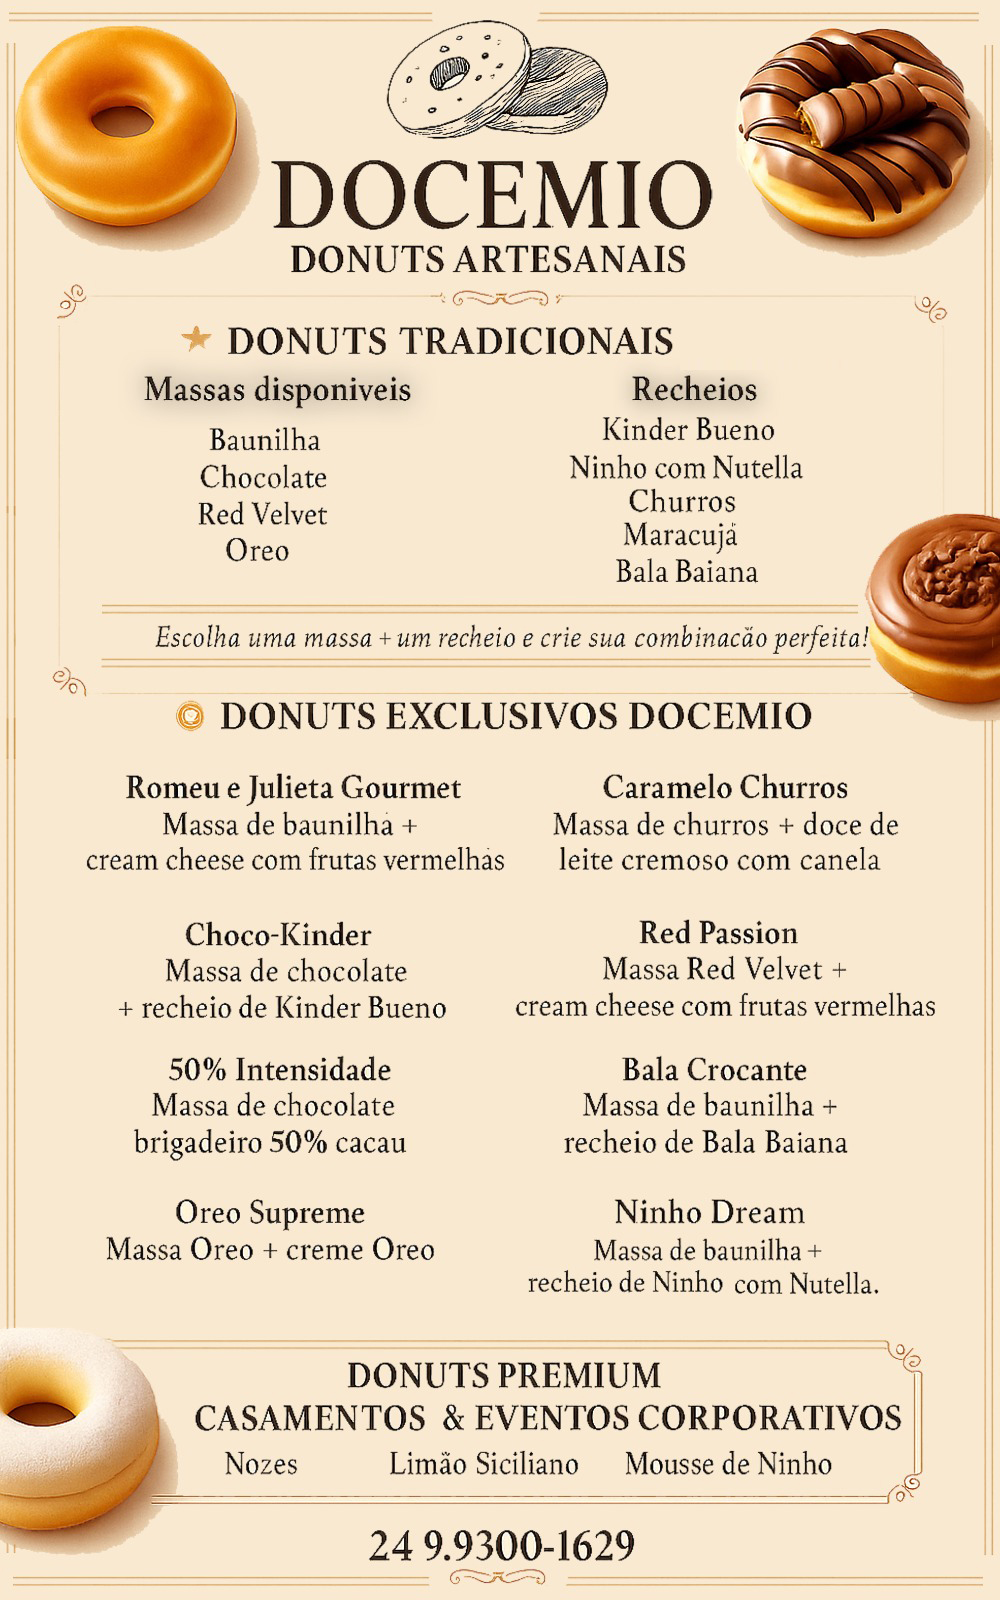 DOCEMIO
DONUTS ARTESANAIS
DONUTS TRADICIONAIS
Massas disponiveis
Baunilha
Chocolate
Red Velvet
Oreo
Recheios
Kinder Bueno
Ninho com Nutella
Churros
Maracujá
Bala Baiana
Escolha uma massa + um recheio e crie sua combinacão perfeita!
DONUTS EXCLUSIVOS DOCEMIO
Romeu e Julieta Gourmet
Massa de baunilha +
cream cheese com frutas vermelhas
Caramelo Churros
Massa de churros + doce de
leite cremoso com canela
Choco-Kinder
Massa de chocolate
+ recheio de Kinder Bueno
Red Passion
Massa Red Velvet +
cream cheese com frutas vermelhas
50% Intensidade
Massa de chocolate
brigadeiro 50% cacau
Bala Crocante
Massa de baunilha +
recheio de Bala Baiana
Oreo Supreme
Massa Oreo + creme Oreo
Ninho Dream
Massa de baunilha +
recheio de Ninho com Nutella.
DONUTS PREMIUM
CASAMENTOS & EVENTOS CORPORATIVOS
Nozes Limão Siciliano Mousse de Ninho
24 9.9300-1629